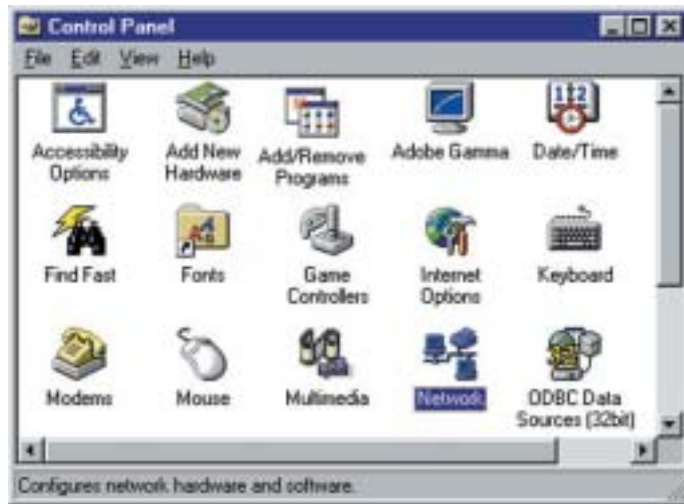 Control Panel
File Edit View Help
Accessibility Options
Add New Hardware
Add/Remove Programs
Adobe Gamma
Date/Time
Find Fast
Fonts
Game Controllers
Internet Options
Keyboard
Modems
Mouse
Multimedia
Network
ODBC Data Sources (32bit)
Configures network hardware and software.